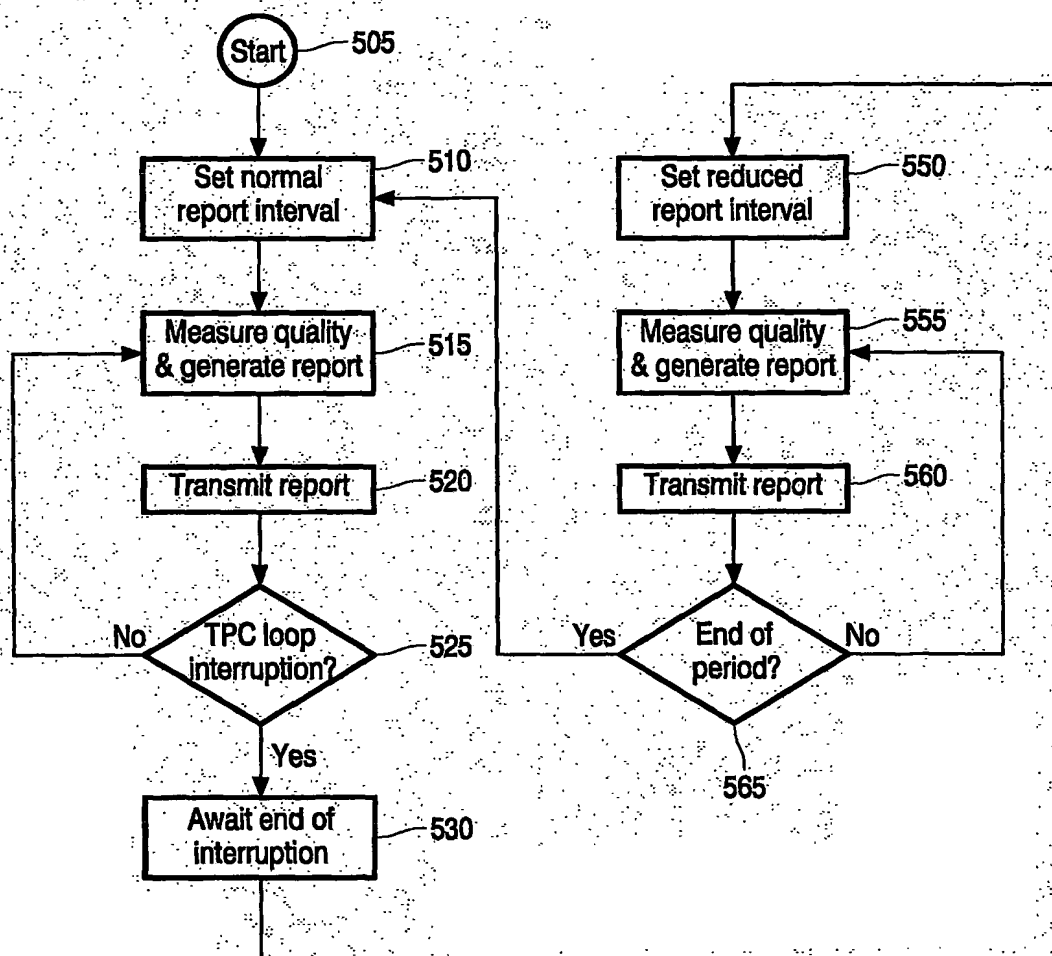 Start
505
Set normal
report interval
510
Measure quality
& generate report
515
Transmit report
520
TPC loop
interruption?
525
No
Yes
Await end of
interruption
530
Set reduced
report interval
550
Measure quality
& generate report
555
Transmit report
560
End of
period?
Yes
No
565